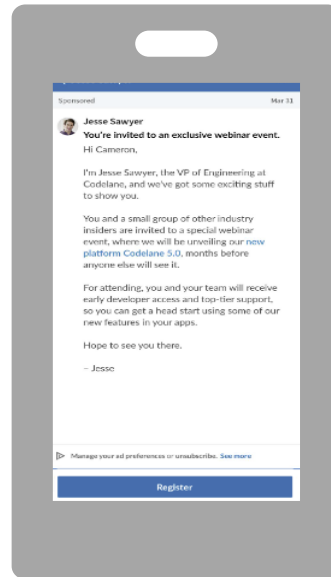 Sponsored Mar 31
Jesse Sawyer
You're invited to an exclusive webinar event.
Hi Cameron,
I'm Jesse Sawyer, the VP of Engineering at
Codelane, and we've got some exciting stuff
to show you.
You and a small group of other industry
insiders are invited to a special webinar
event, where we will be unveiling our new
platform Codelane 5.0, months before
anyone else will see it.
For attending, you and your team will receive
early developer access and top-tier support,
so you can get a head start using some of our
new features in your apps.
Hope to see you there.
– Jesse
Manage your ad preferences or unsubscribe. See more
Register